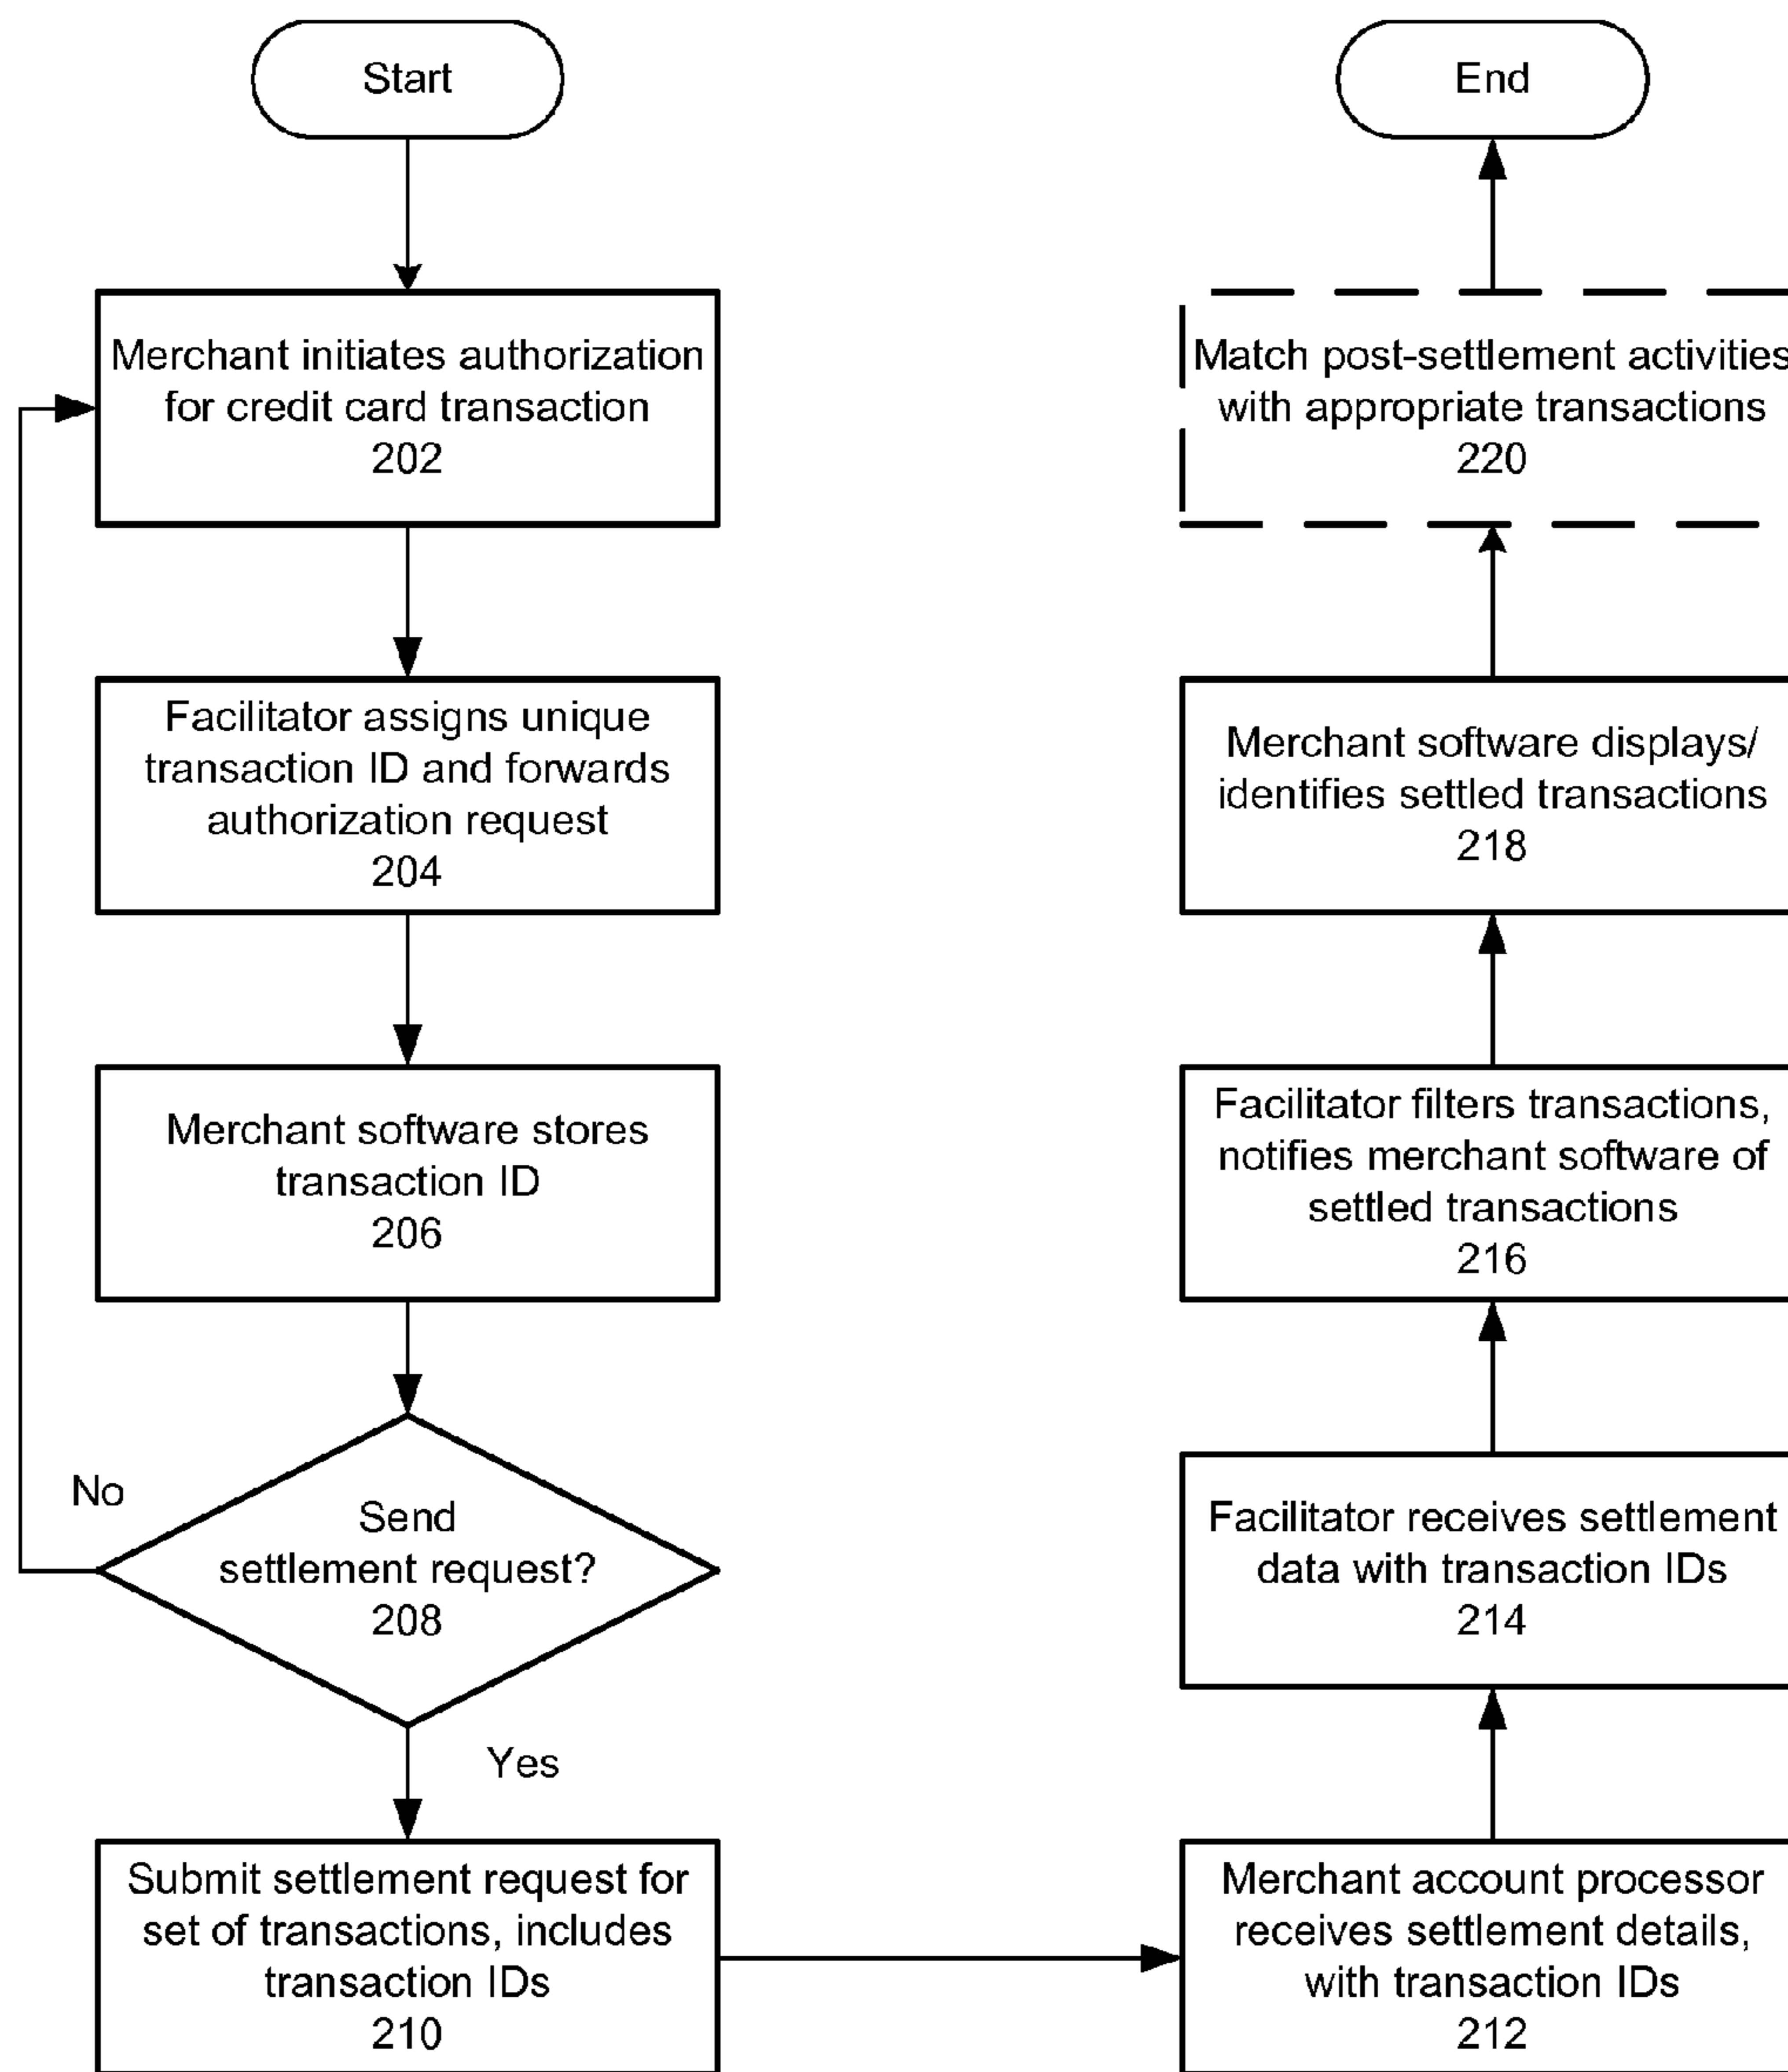 Start
Merchant initiates authorization
for credit card transaction
202
Facilitator assigns unique
transaction ID and forwards
authorization request
204
Merchant software stores
transaction ID
206
No
Send
settlement request?
208
Yes
Submit settlement request for
set of transactions, includes
transaction IDs
210
Merchant account processor
receives settlement details,
with transaction IDs
212
Facilitator receives settlement
data with transaction IDs
214
Facilitator filters transactions,
notifies merchant software of
settled transactions
216
Merchant software displays/
identifies settled transactions
218
Match post-settlement activities
with appropriate transactions
220
End